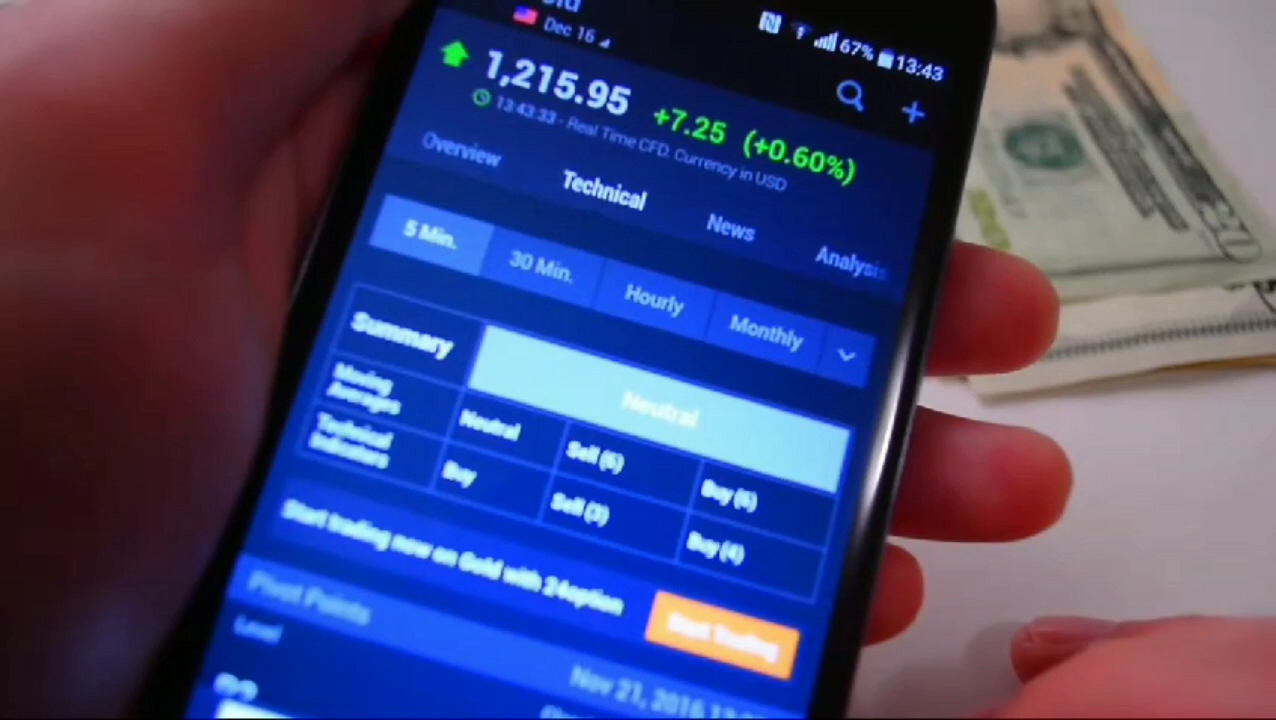 67% 13:43
Dec 16
1,215.95 +7.25 (+0.60%)
13:43:33 - Real Time CFD. Currency in USD
Overview Technical News Analysis
5 Min. 30 Min. Hourly Monthly
Summary Neutral
Moving Averages Neutral Sell (6) Buy (6)
Technical Indicators Buy Sell (3) Buy (4)
Start trading now on Gold with 24option Start Trading
Pivot Points
Level Nov 21, 2016